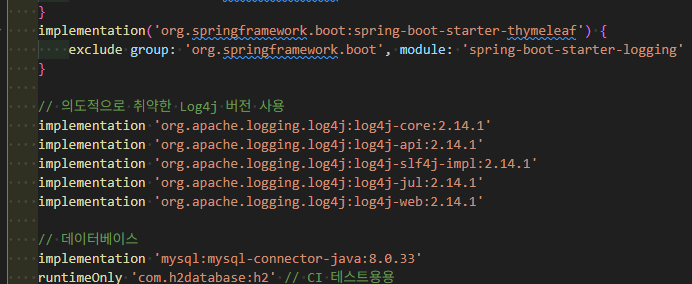 }
implementation('org.springframework.boot:spring-boot-starter-thymeleaf') {
exclude group: 'org.springframework.boot', module: 'spring-boot-starter-logging'
}
// 의도적으로 취약한 Log4j 버전 사용
implementation 'org.apache.logging.log4j:log4j-core:2.14.1'
implementation 'org.apache.logging.log4j:log4j-api:2.14.1'
implementation 'org.apache.logging.log4j:log4j-slf4j-impl:2.14.1'
implementation 'org.apache.logging.log4j:log4j-jul:2.14.1'
implementation 'org.apache.logging.log4j:log4j-web:2.14.1'
// 데이터베이스
implementation 'mysql:mysql-connector-java:8.0.33'
runtimeOnly 'com.h2database:h2' // CI 테스트용용